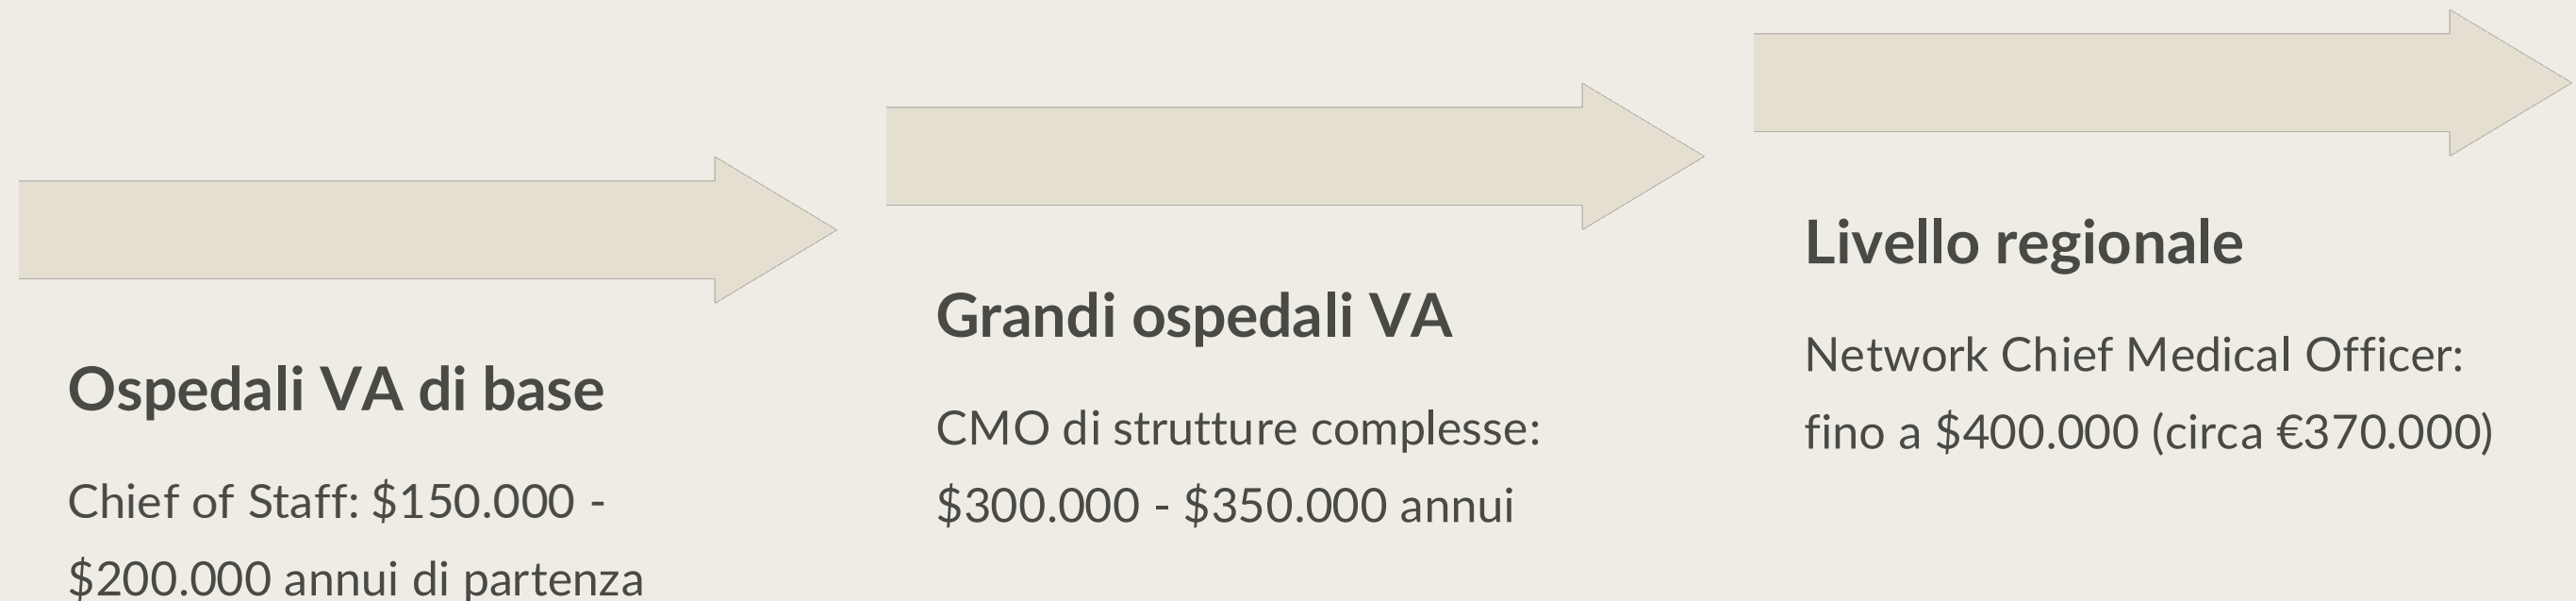 Ospedali VA di base
Chief of Staff: $150.000 -
$200.000 annui di partenza
Grandi ospedali VA
CMO di strutture complesse:
$300.000 - $350.000 annui
Livello regionale
Network Chief Medical Officer:
fino a $400.000 (circa €370.000)